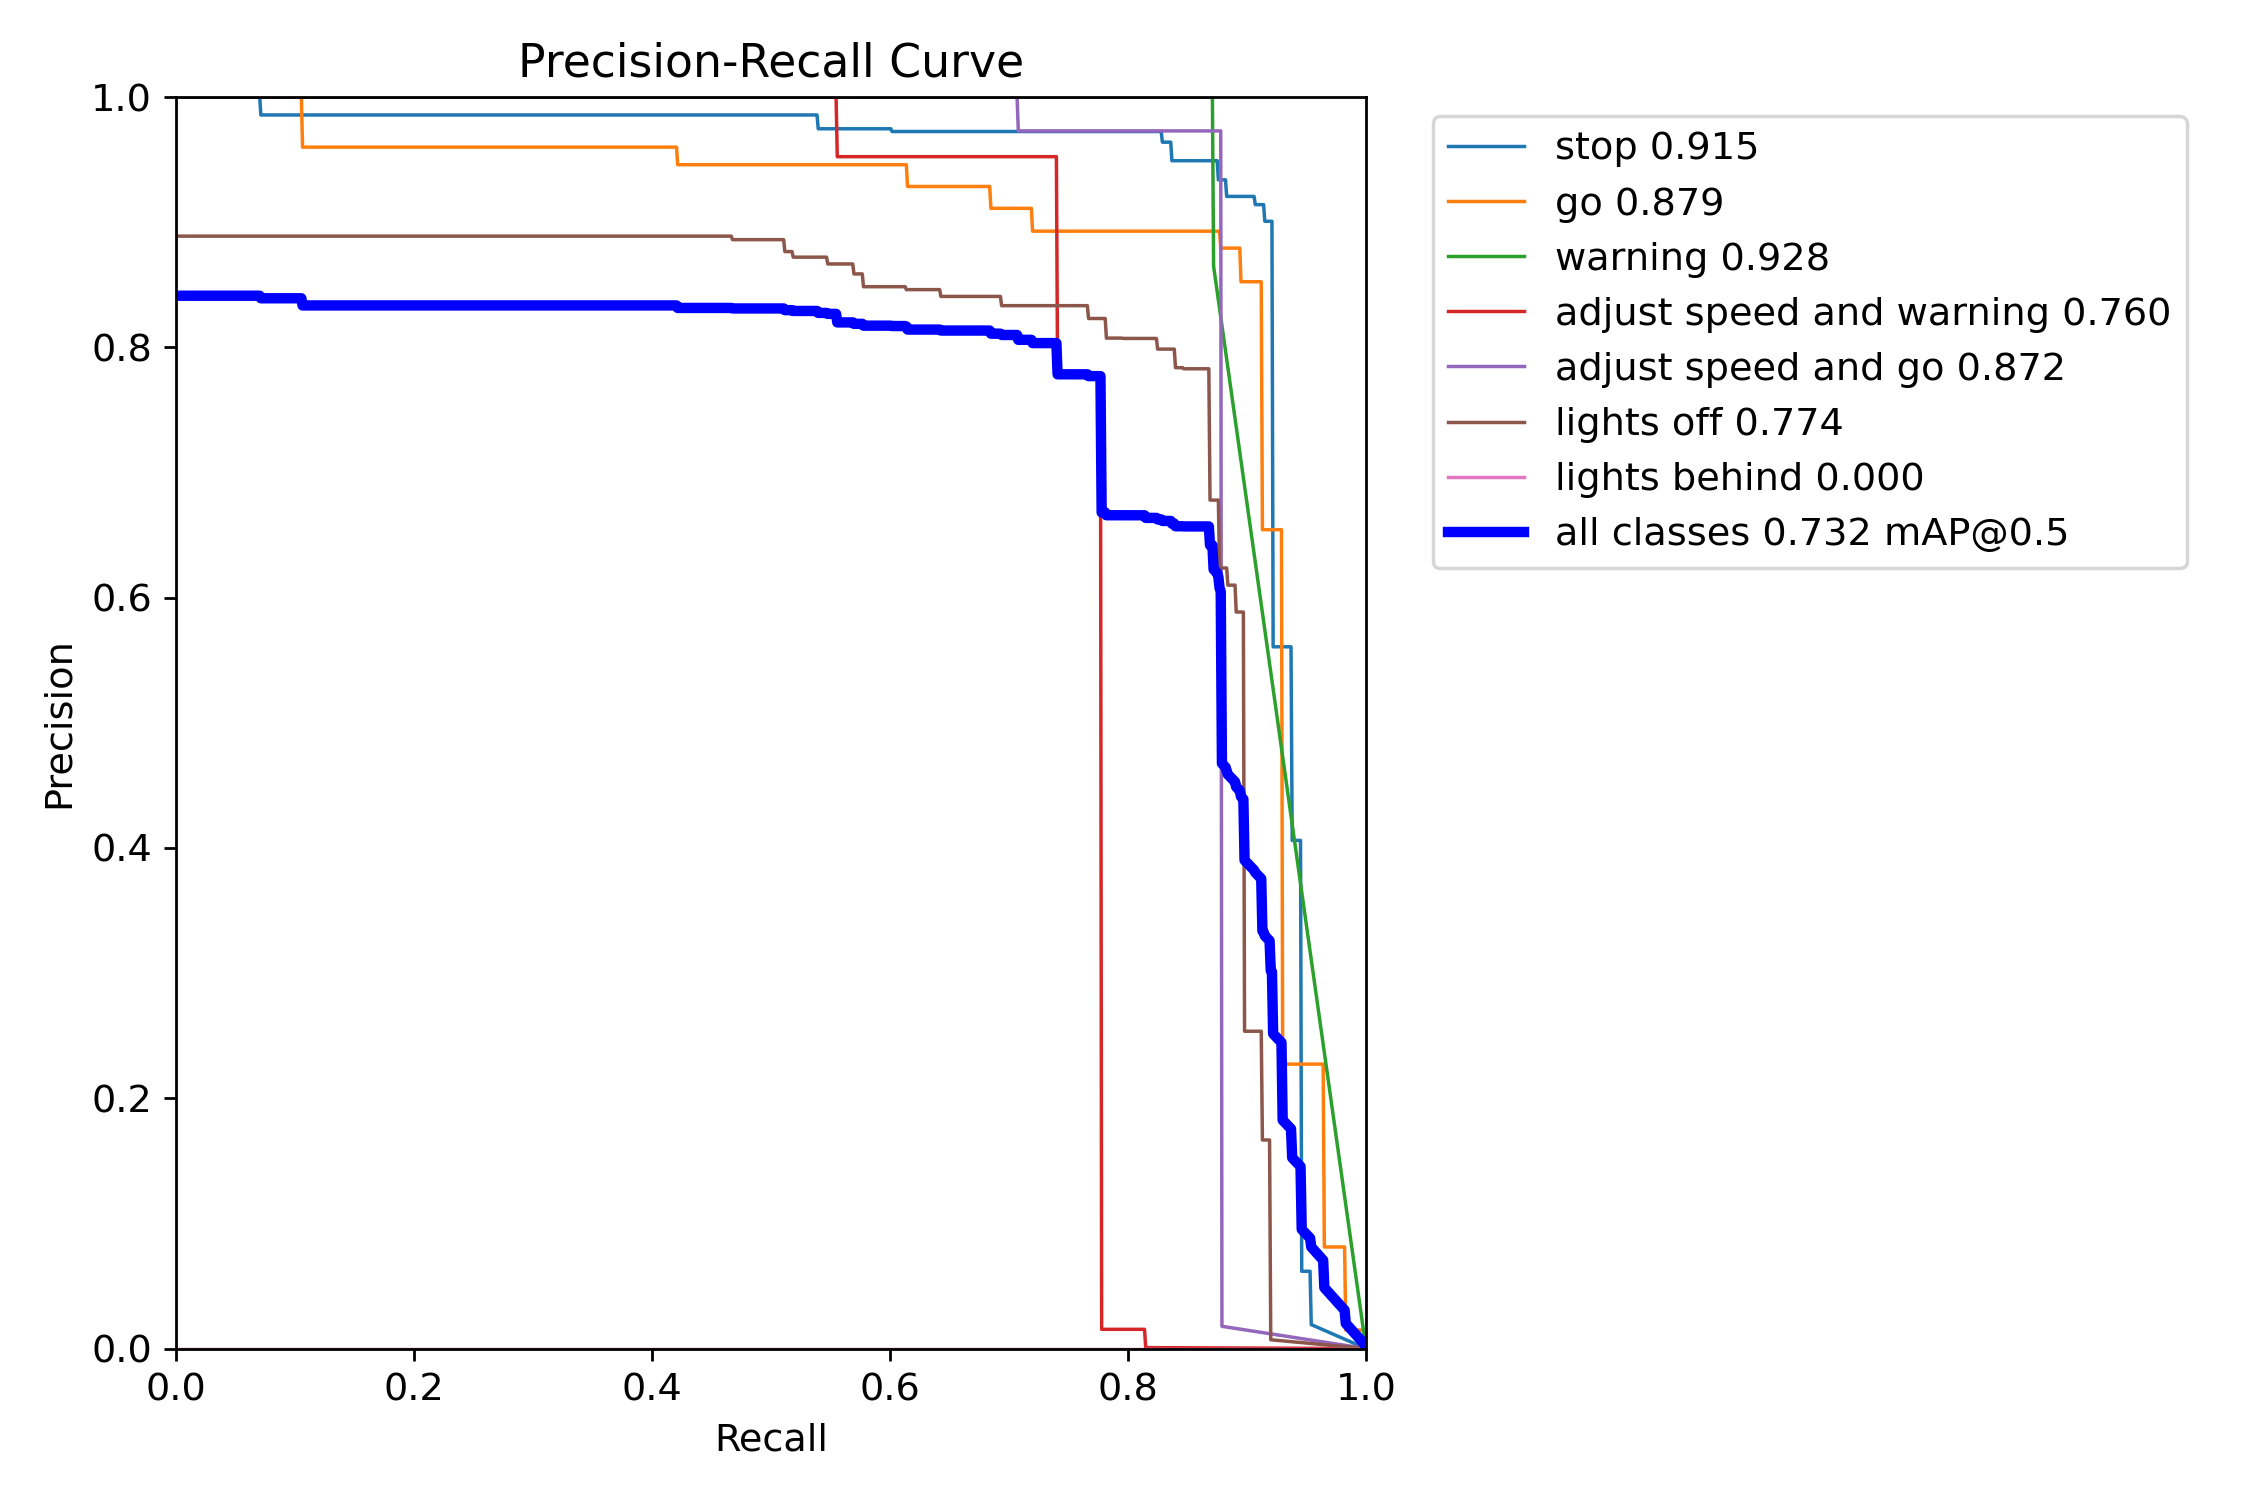 Precision-Recall Curve
1.0
0.8
0.6
0.4
0.2
0.0
Precision
0.0 0.2 0.4 0.6 0.8 1.0
Recall
stop 0.915
go 0.879
warning 0.928
adjust speed and warning 0.760
adjust speed and go 0.872
lights off 0.774
lights behind 0.000
all classes 0.732 mAP@0.5